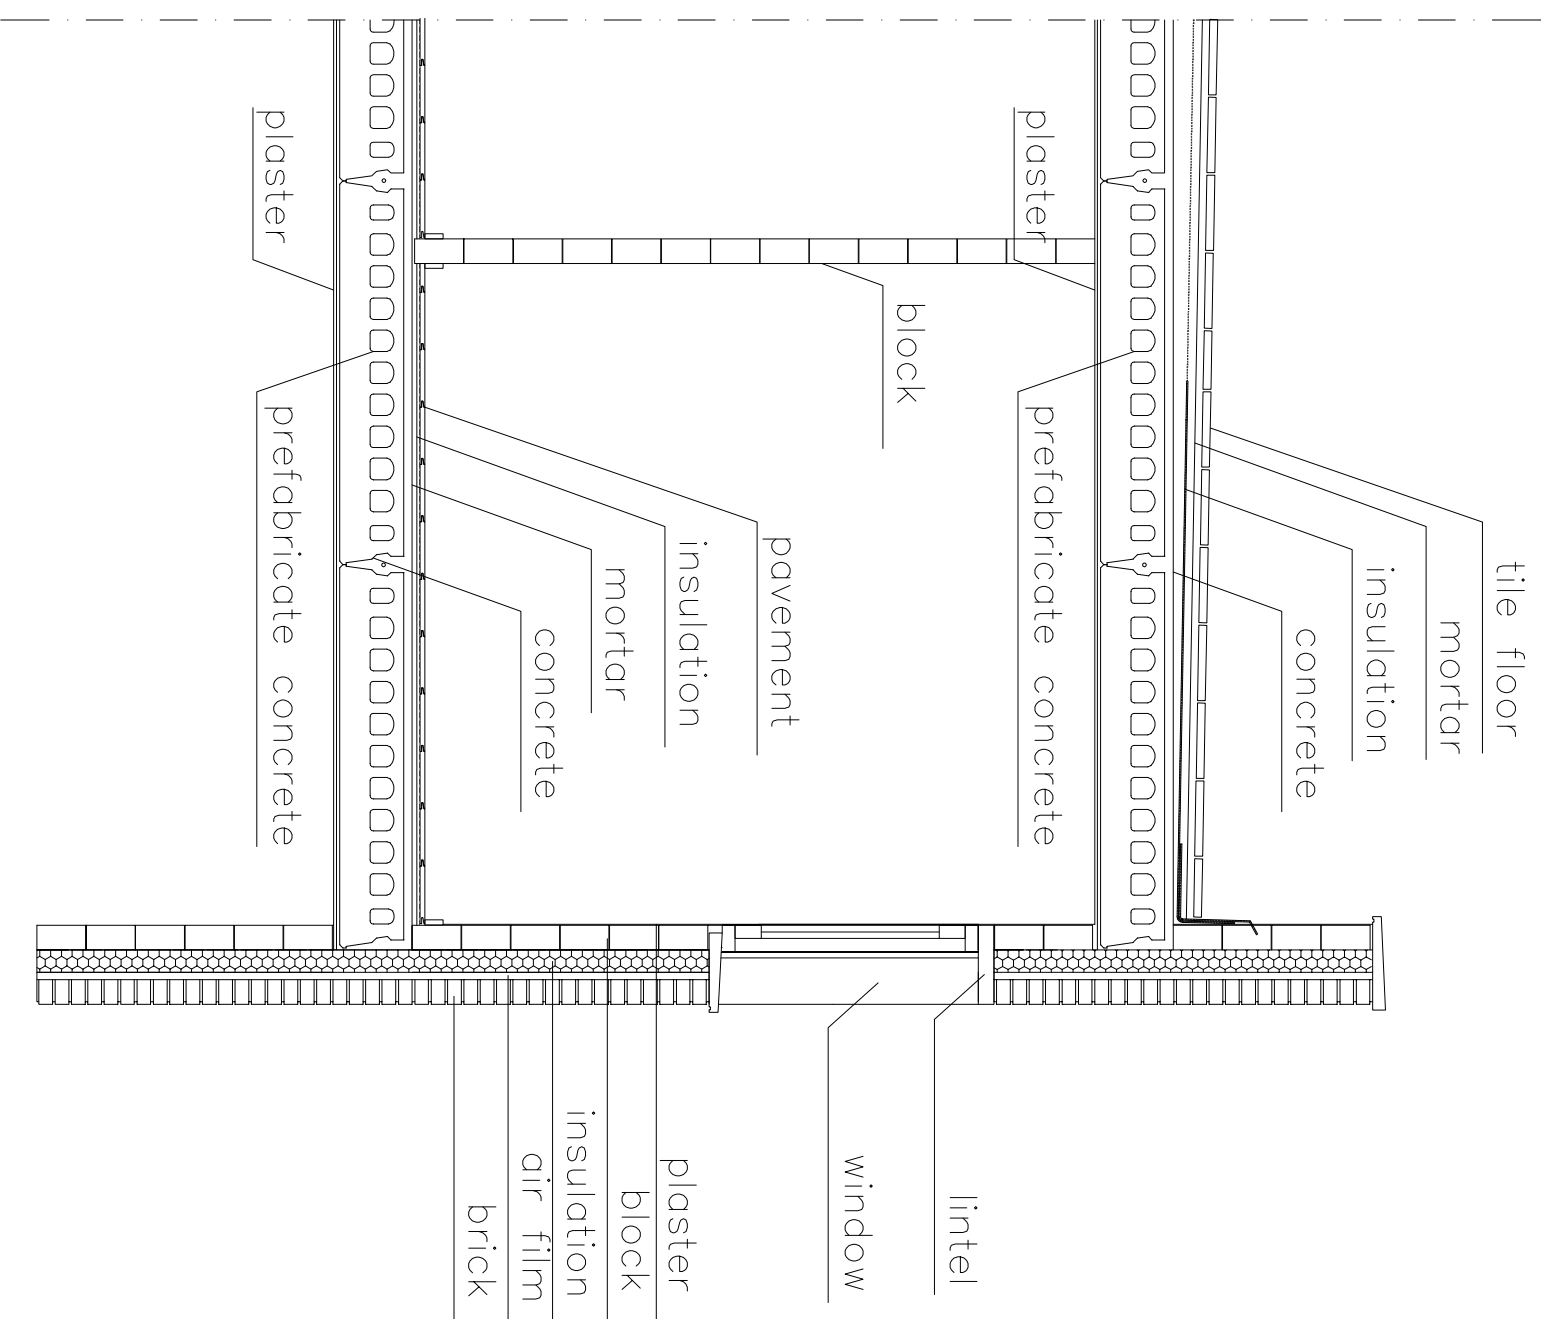 tile floor
mortar
insulation
concrete
plaster
prefabricate concrete
lintel
block
window
pavement
insulation
mortar
concrete
plaster
block
insulation
air film
brick
plaster
prefabricate concrete